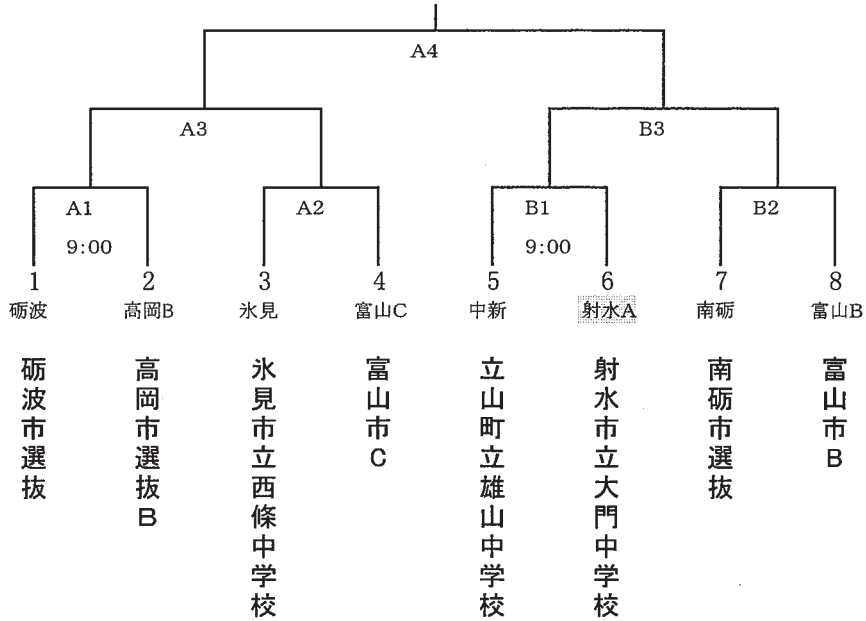 A4
A3
B3
A1
A2
B1
B2
9:00
9:00
1
2
3
4
5
6
7
8
砺波
高岡B
氷見
富山C
中新
射水A
南砺
富山B
砺波市選抜
高岡市選抜B
氷見市立西條中学校
富山市C
立山町立雄山中学校
射水市立大門中学校
南砺市選抜
富山市B